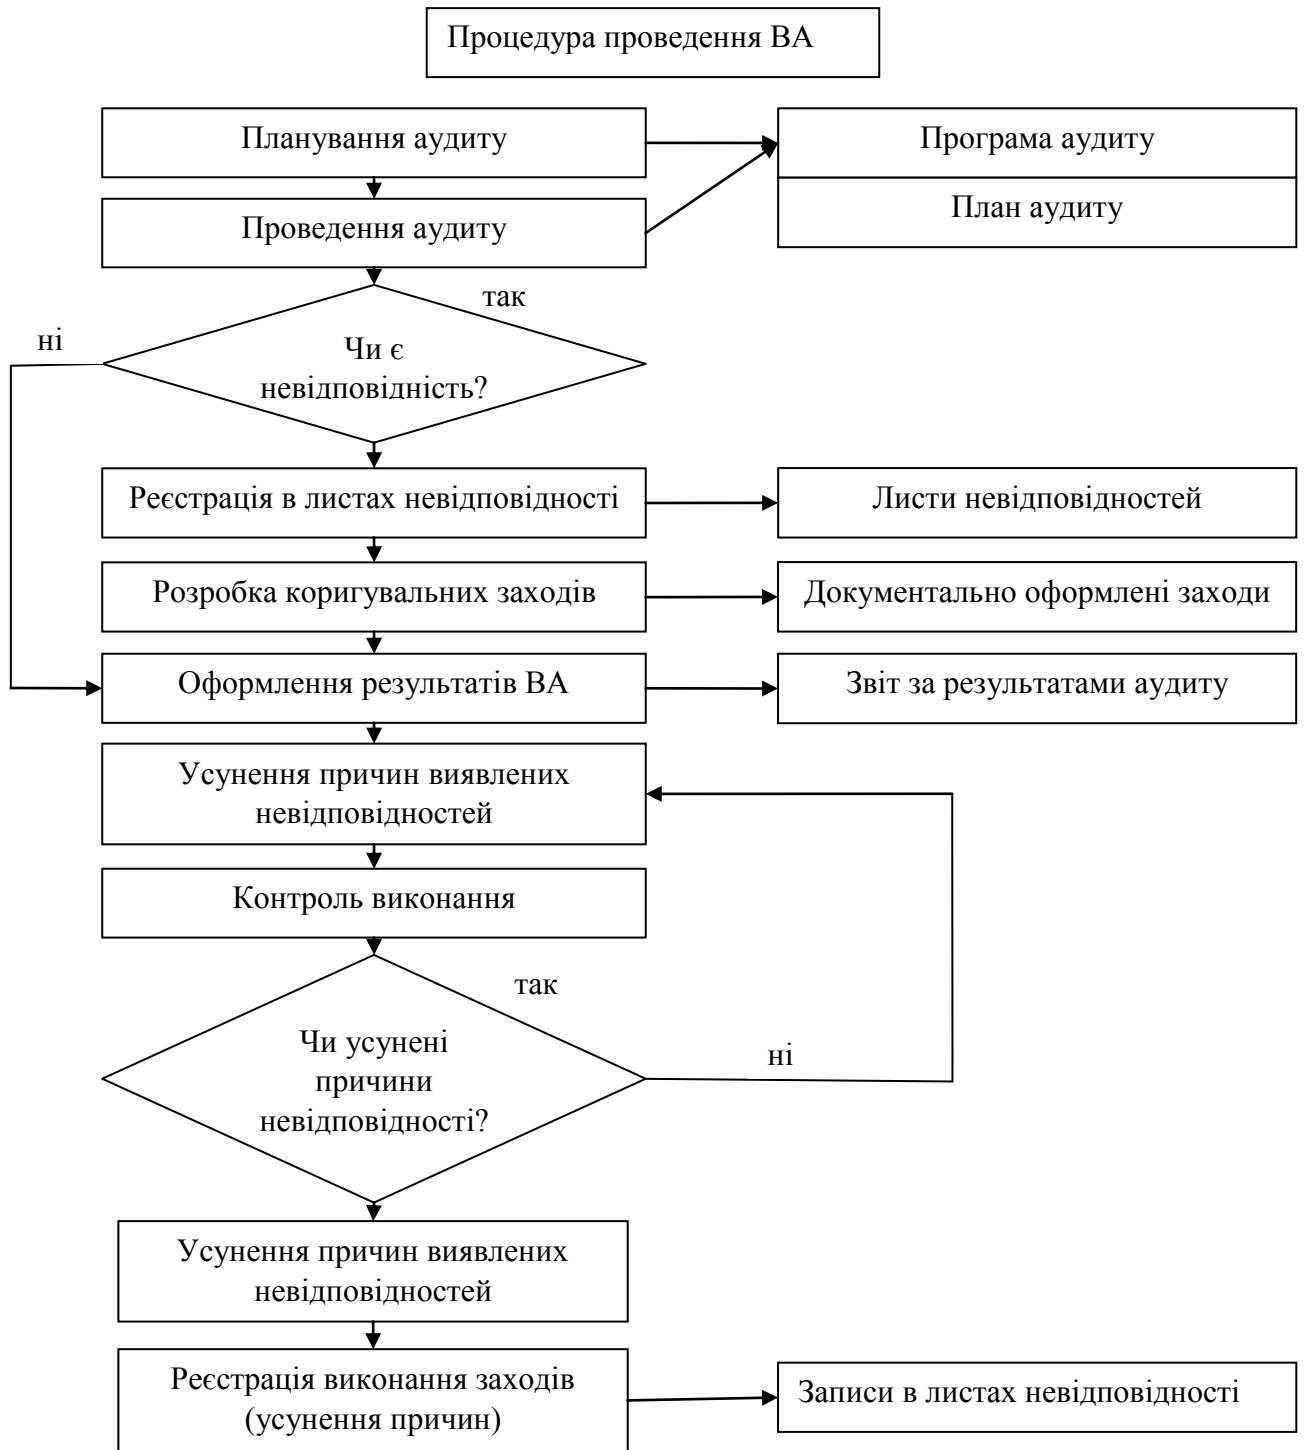 Процедура проведення ВА
Планування аудиту
Програма аудиту
План аудиту
Проведення аудиту
так
ні
Чи є
невідповідність?
Реєстрація в листах невідповідності
Листи невідповідностей
Розробка коригувальних заходів
Документально оформлені заходи
Оформлення результатів ВА
Звіт за результатами аудиту
Усунення причин виявлених
невідповідностей
Контроль виконання
так
Чи усунені
причини
невідповідності?
ні
Усунення причин виявлених
невідповідностей
Реєстрація виконання заходів
(усунення причин)
Записи в листах невідповідності